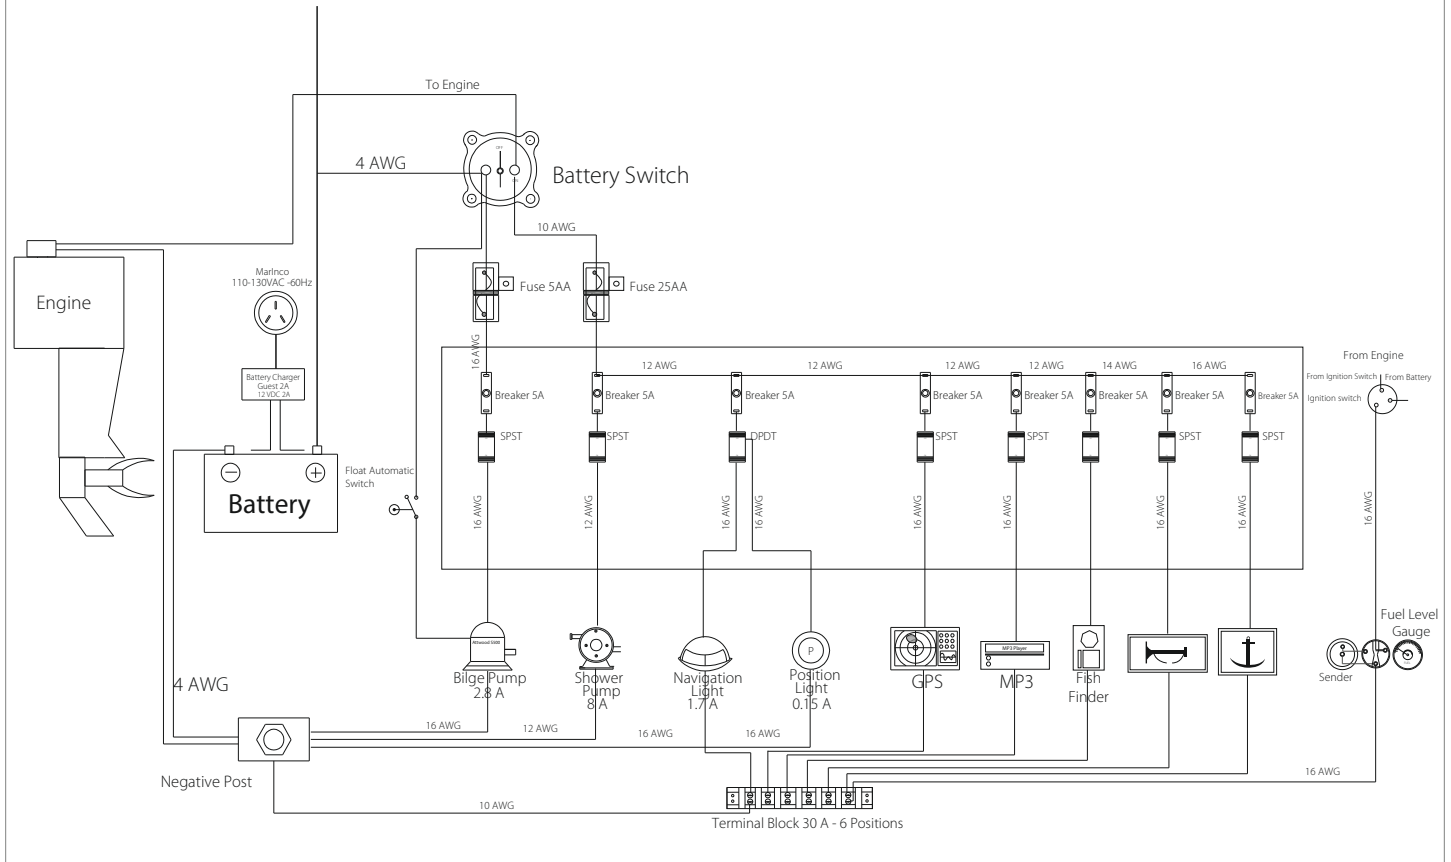 To Engine
4 AWG
OFF
ON
Battery Switch
10 AWG
Engine
MarInco
110-130VAC -60Hz
Fuse 5AA
Fuse 25AA
16 AWG
12 AWG
12 AWG
12 AWG
12 AWG
14 AWG
16 AWG
From Engine
From Ignition Switch
From Battery
Ignition switch
Battery Charger
Guest 2A
12 VDC 2A
Breaker 5A
Breaker 5A
Breaker 5A
Breaker 5A
Breaker 5A
Breaker 5A
Breaker 5A
Breaker 5A
SPST
SPST
DPDT
SPST
SPST
SPST
SPST
Float Automatic
Switch
Battery
16 AWG
12 AWG
16 AWG
16 AWG
16 AWG
16 AWG
16 AWG
16 AWG
16 AWG
Attwood S500
P
MP3 Player
Fuel Level
Gauge
Sender
Bilge Pump
2.8 A
Shower
Pump
8 A
Navigation
Light
1.7 A
Position
Light
0.15 A
GPS
MP3
Fish
Finder
4 AWG
16 AWG
12 AWG
16 AWG
16 AWG
16 AWG
Negative Post
10 AWG
Terminal Block 30 A - 6 Positions